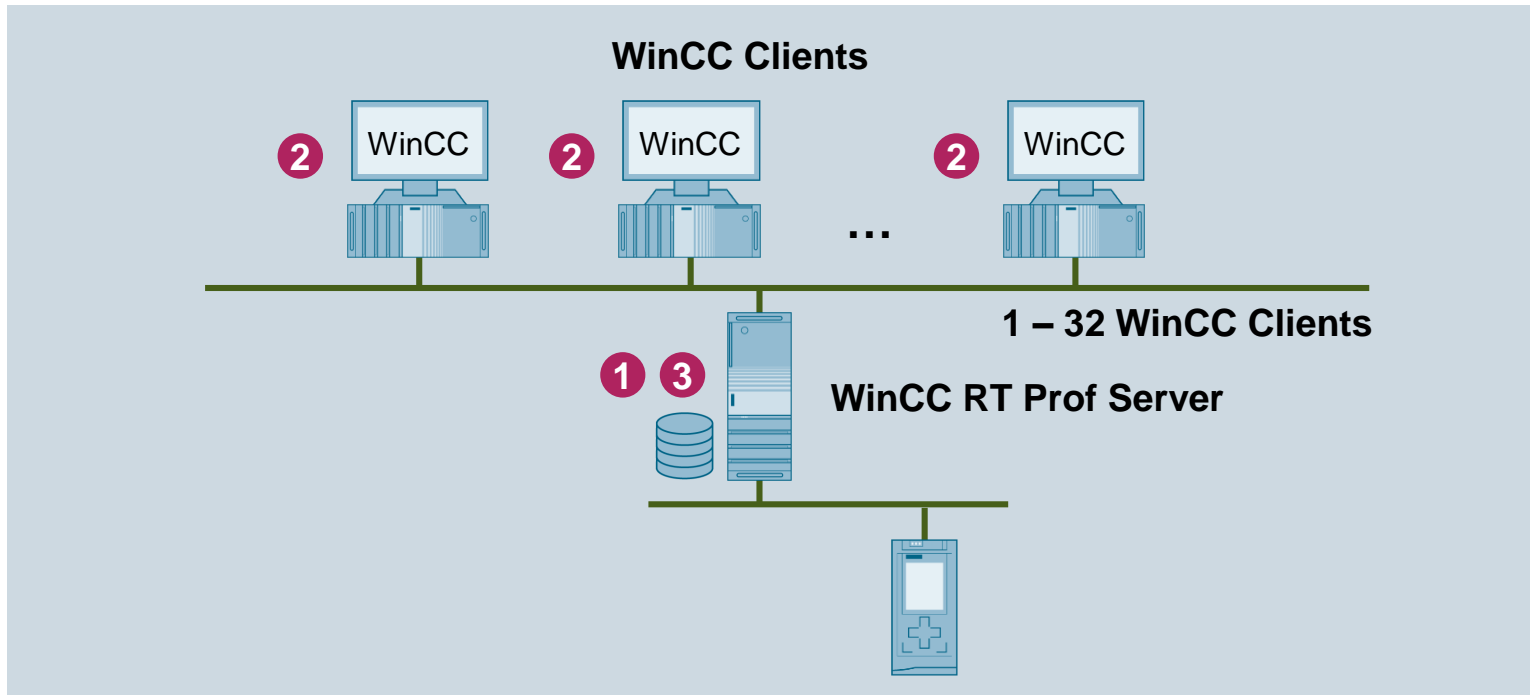 WinCC Clients
2 WinCC 2 WinCC ... 2 WinCC
1 – 32 WinCC Clients
1 3
WinCC RT Prof Server